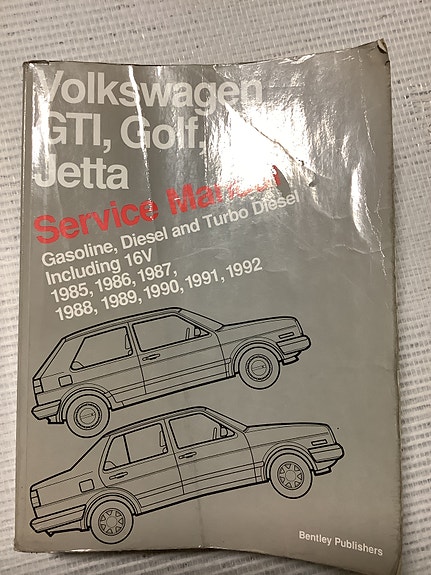 Volkswagen
GTI, Golf,
Jetta
Service Manual
Gasoline, Diesel and Turbo Diesel
Including 16V
1985, 1986, 1987,
1988, 1989, 1990, 1991, 1992
Bentley Publishers